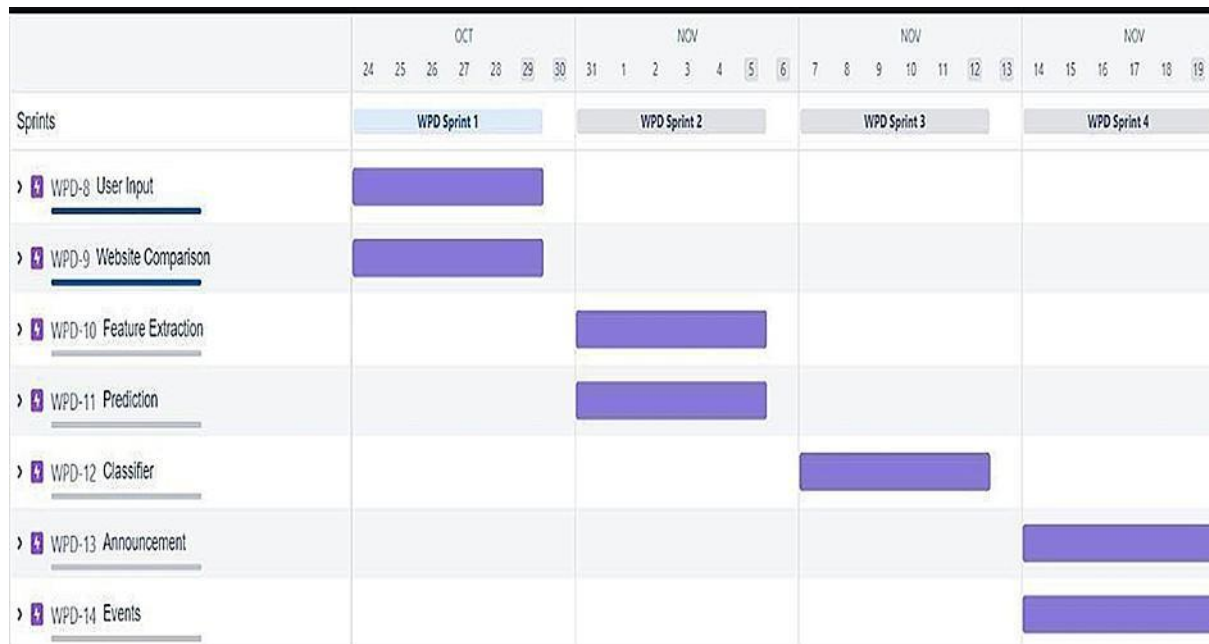 OCT NOV NOV NOV
24 25 26 27 28 29 30 31 1 2 3 4 5 6 7 8 9 10 11 12 13 14 15 16 17 18 19
Sprints WPD Sprint 1 WPD Sprint 2 WPD Sprint 3 WPD Sprint 4
WPD-8 User Input
WPD-9 Website Comparison
WPD-10 Feature Extraction
WPD-11 Prediction
WPD-12 Classifier
WPD-13 Announcement
WPD-14 Events